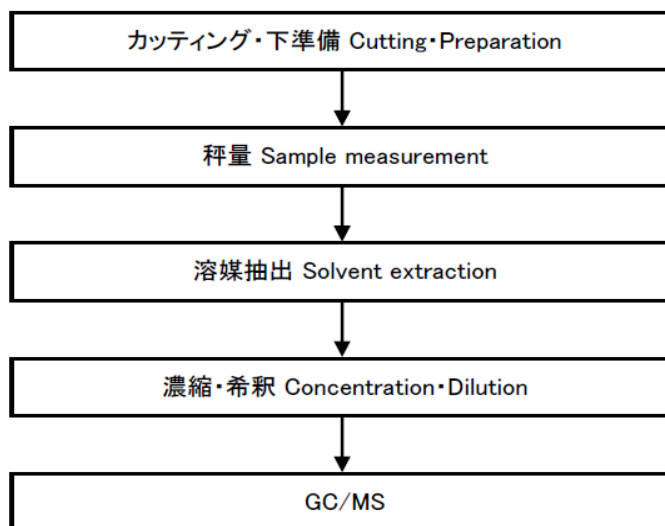 カッティング・下準備 Cutting・Preparation
秤量 Sample measurement
溶媒抽出 Solvent extraction
濃縮・希釈 Concentration・Dilution
GC/MS